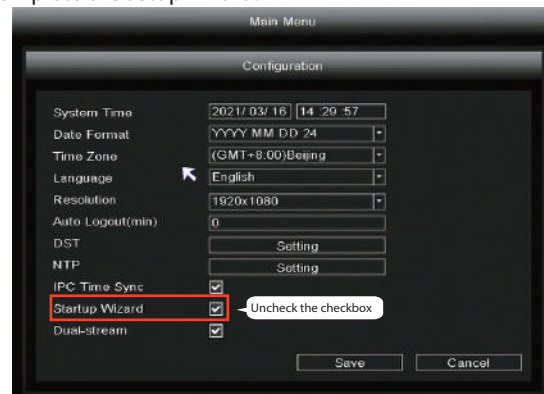 Main Menu
Configuration
System Time 2021/ 03/ 16 14 :29 :57
Date Format YYYY MM DD 24
Time Zone (GMT+8:00)Beijing
Language English
Resolution 1920x1080
Auto Logout(min) 0
DST Setting
NTP Setting
IPC Time Sync
Startup Wizard Uncheck the checkbox
Dual-stream
Save Cancel